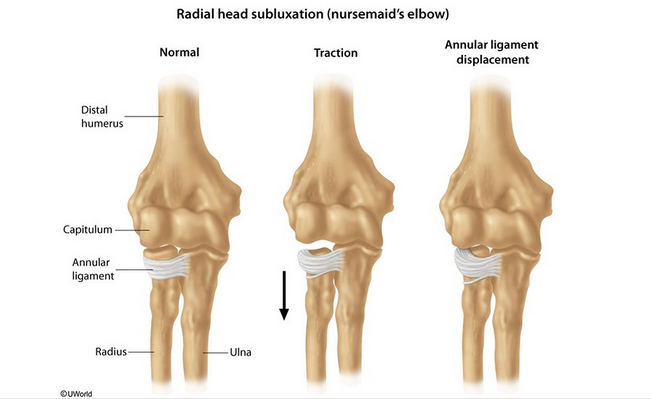 Radial head subluxation (nursemaid's elbow)
Normal
Traction
Annular ligament
displacement
Distal
humerus
Capitulum
Annular
ligament
Radius
Ulna
©UWorld